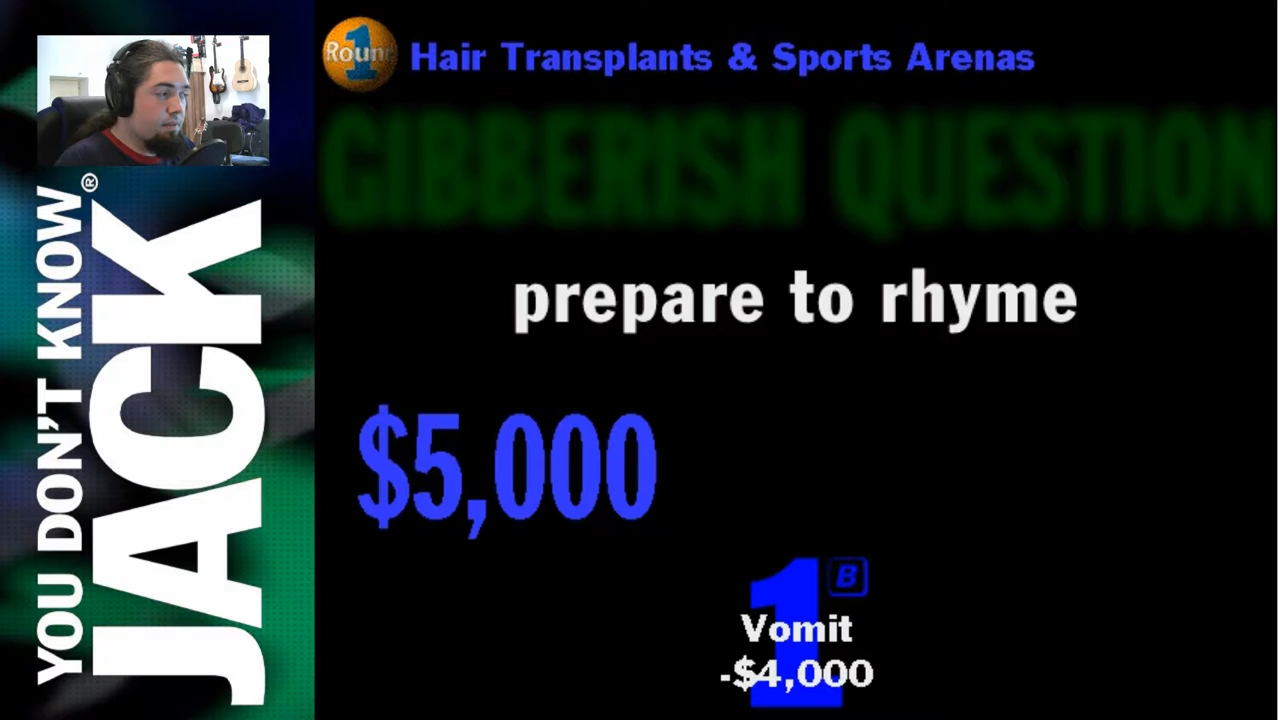 Round 1
Hair Transplants & Sports Arenas
GIBBERISH QUESTION
prepare to rhyme
$5,000
1 B
Vomit
-$4,000
YOU DON'T KNOW
JACK®